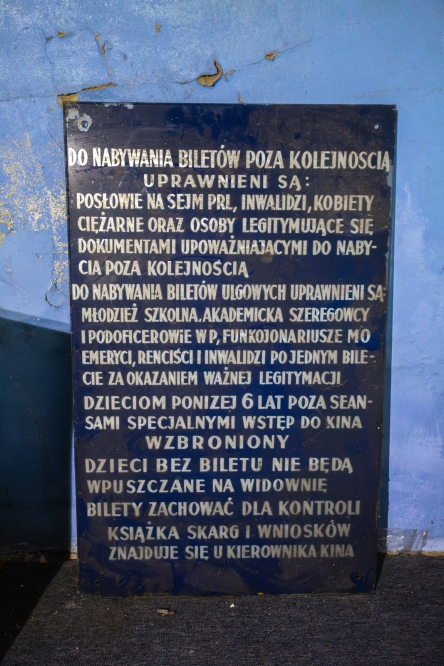 DO NABYWANIA BILETÓW POZA KOLEJNOSCIĄ
UPRAWNIENI SĄ:
POSŁOWIE NA SEJM PRL, INWALIDZI, KOBIETY
CIĘŻARNE ORAZ OSOBY LEGITYMUJĄCE SIĘ
DOKUMENTAMI UPOWAŻNIAJACYMI DO NABY-
CIA POZA KOLEJNOŚCIĄ
DO NABYWANIA BILETÓW ULGOWYCH UPRAWNIENI SĄ:
MŁODZIEŻ SZKOLNA, AKADEMICKA SZEREGOWCY
I PODOFICEROWIE W P, FUNKJONARIUSZE MO
EMERYCI, RENCIŚCI I INWALIDZI PO JEDNYM BILE-
CIE ZA OKAZANIEM WAŻNEJ LEGITYMACJI
DZIECIOM PONIZEJ 6 LAT POZA SEAN-
SAMI SPECJALNYMI WSTĘP DO KINA
WZBRONIONY
DZIECI BEZ BILETU NIE BĘDĄ
WPUSZCZANE NA WIDOWNIĘ
BILETY ZACHOWAĆ DLA KONTROLI
KSIĄŻKA SKARG I WNIOSKÓW
ZNAJDUJE SIĘ U KIEROWNIKA KINA